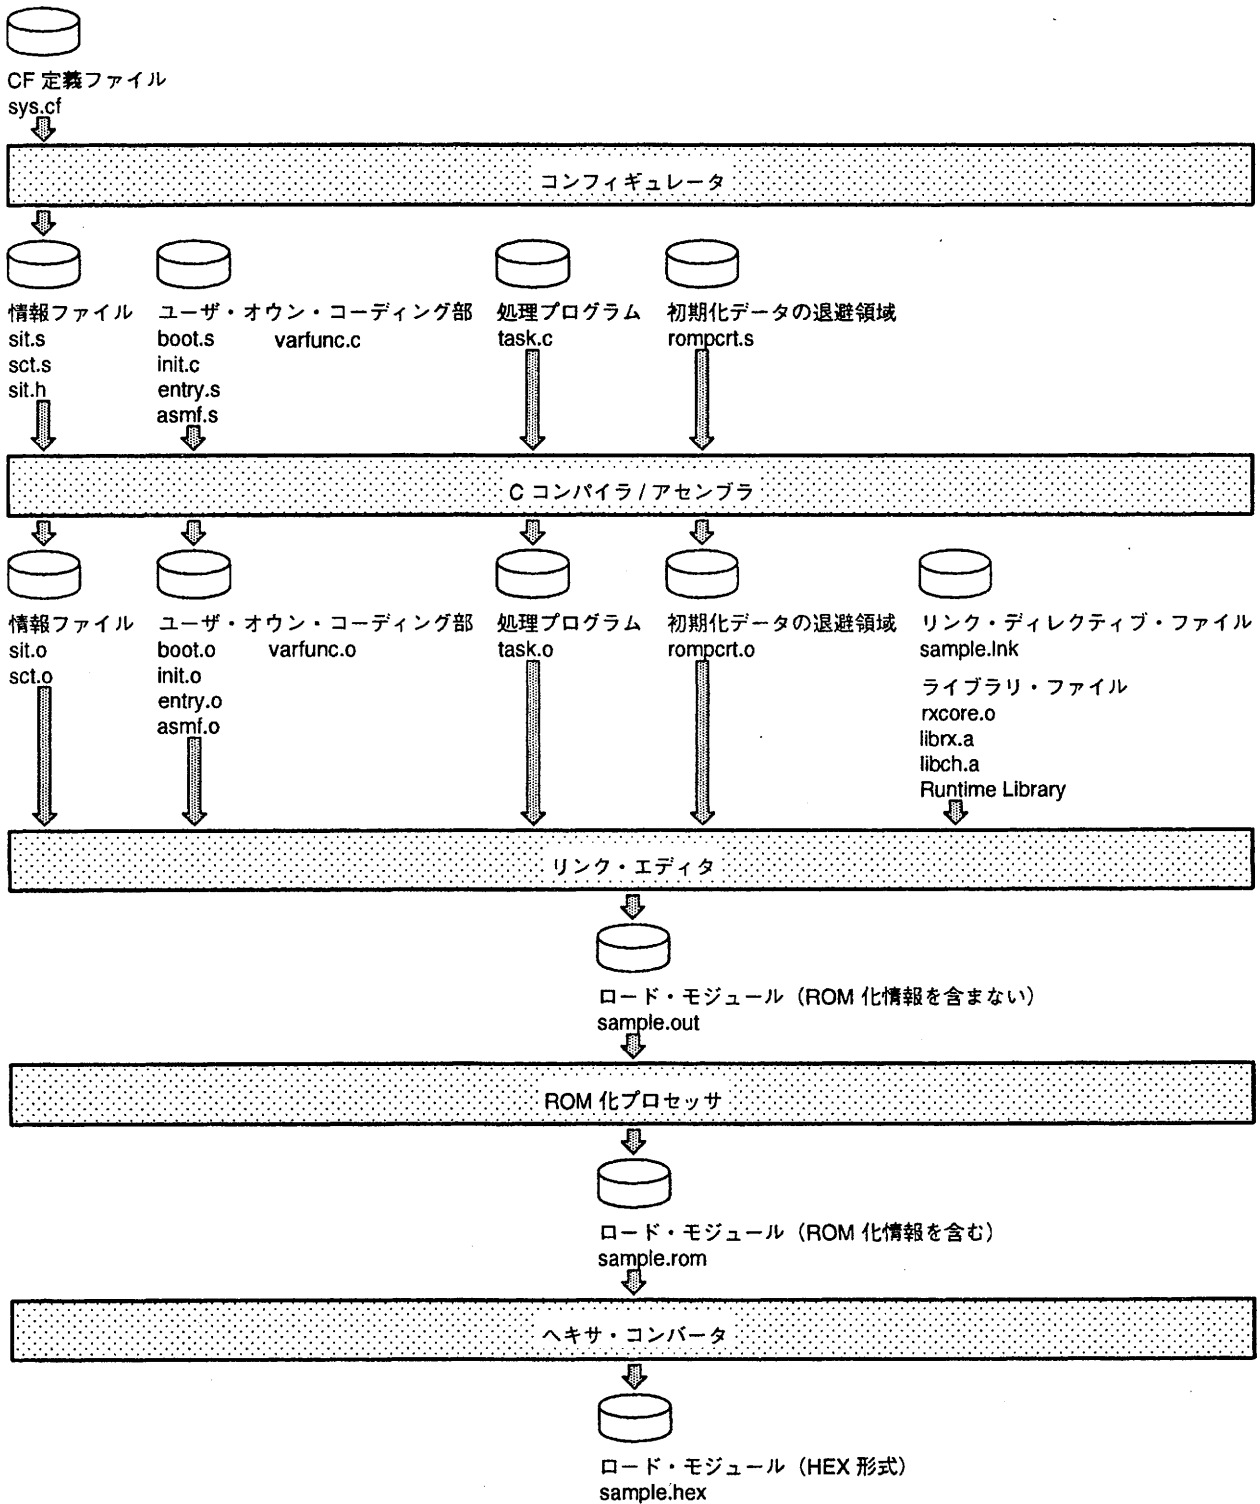 CF 定義ファイル
sys.cf
コンフィギュレータ
情報ファイル
sit.s
sct.s
sit.h
ユーザ・オウン・コーディング部
boot.s varfunc.c
init.c
entry.s
asmf.s
処理プログラム
task.c
初期化データの退避領域
rompcrt.s
C コンパイラ / アセンブラ
情報ファイル
sit.o
sct.o
ユーザ・オウン・コーディング部
boot.o varfunc.o
init.o
entry.o
asmf.o
処理プログラム
task.o
初期化データの退避領域
rompcrt.o
リンク・ディレクティブ・ファイル
sample.lnk
ライブラリ・ファイル
rxcore.o
librx.a
libch.a
Runtime Library
リンク・エディタ
ロード・モジュール（ROM 化情報を含まない）
sample.out
ROM 化プロセッサ
ロード・モジュール（ROM 化情報を含む）
sample.rom
ヘキサ・コンバータ
ロード・モジュール（HEX 形式）
sample.hex